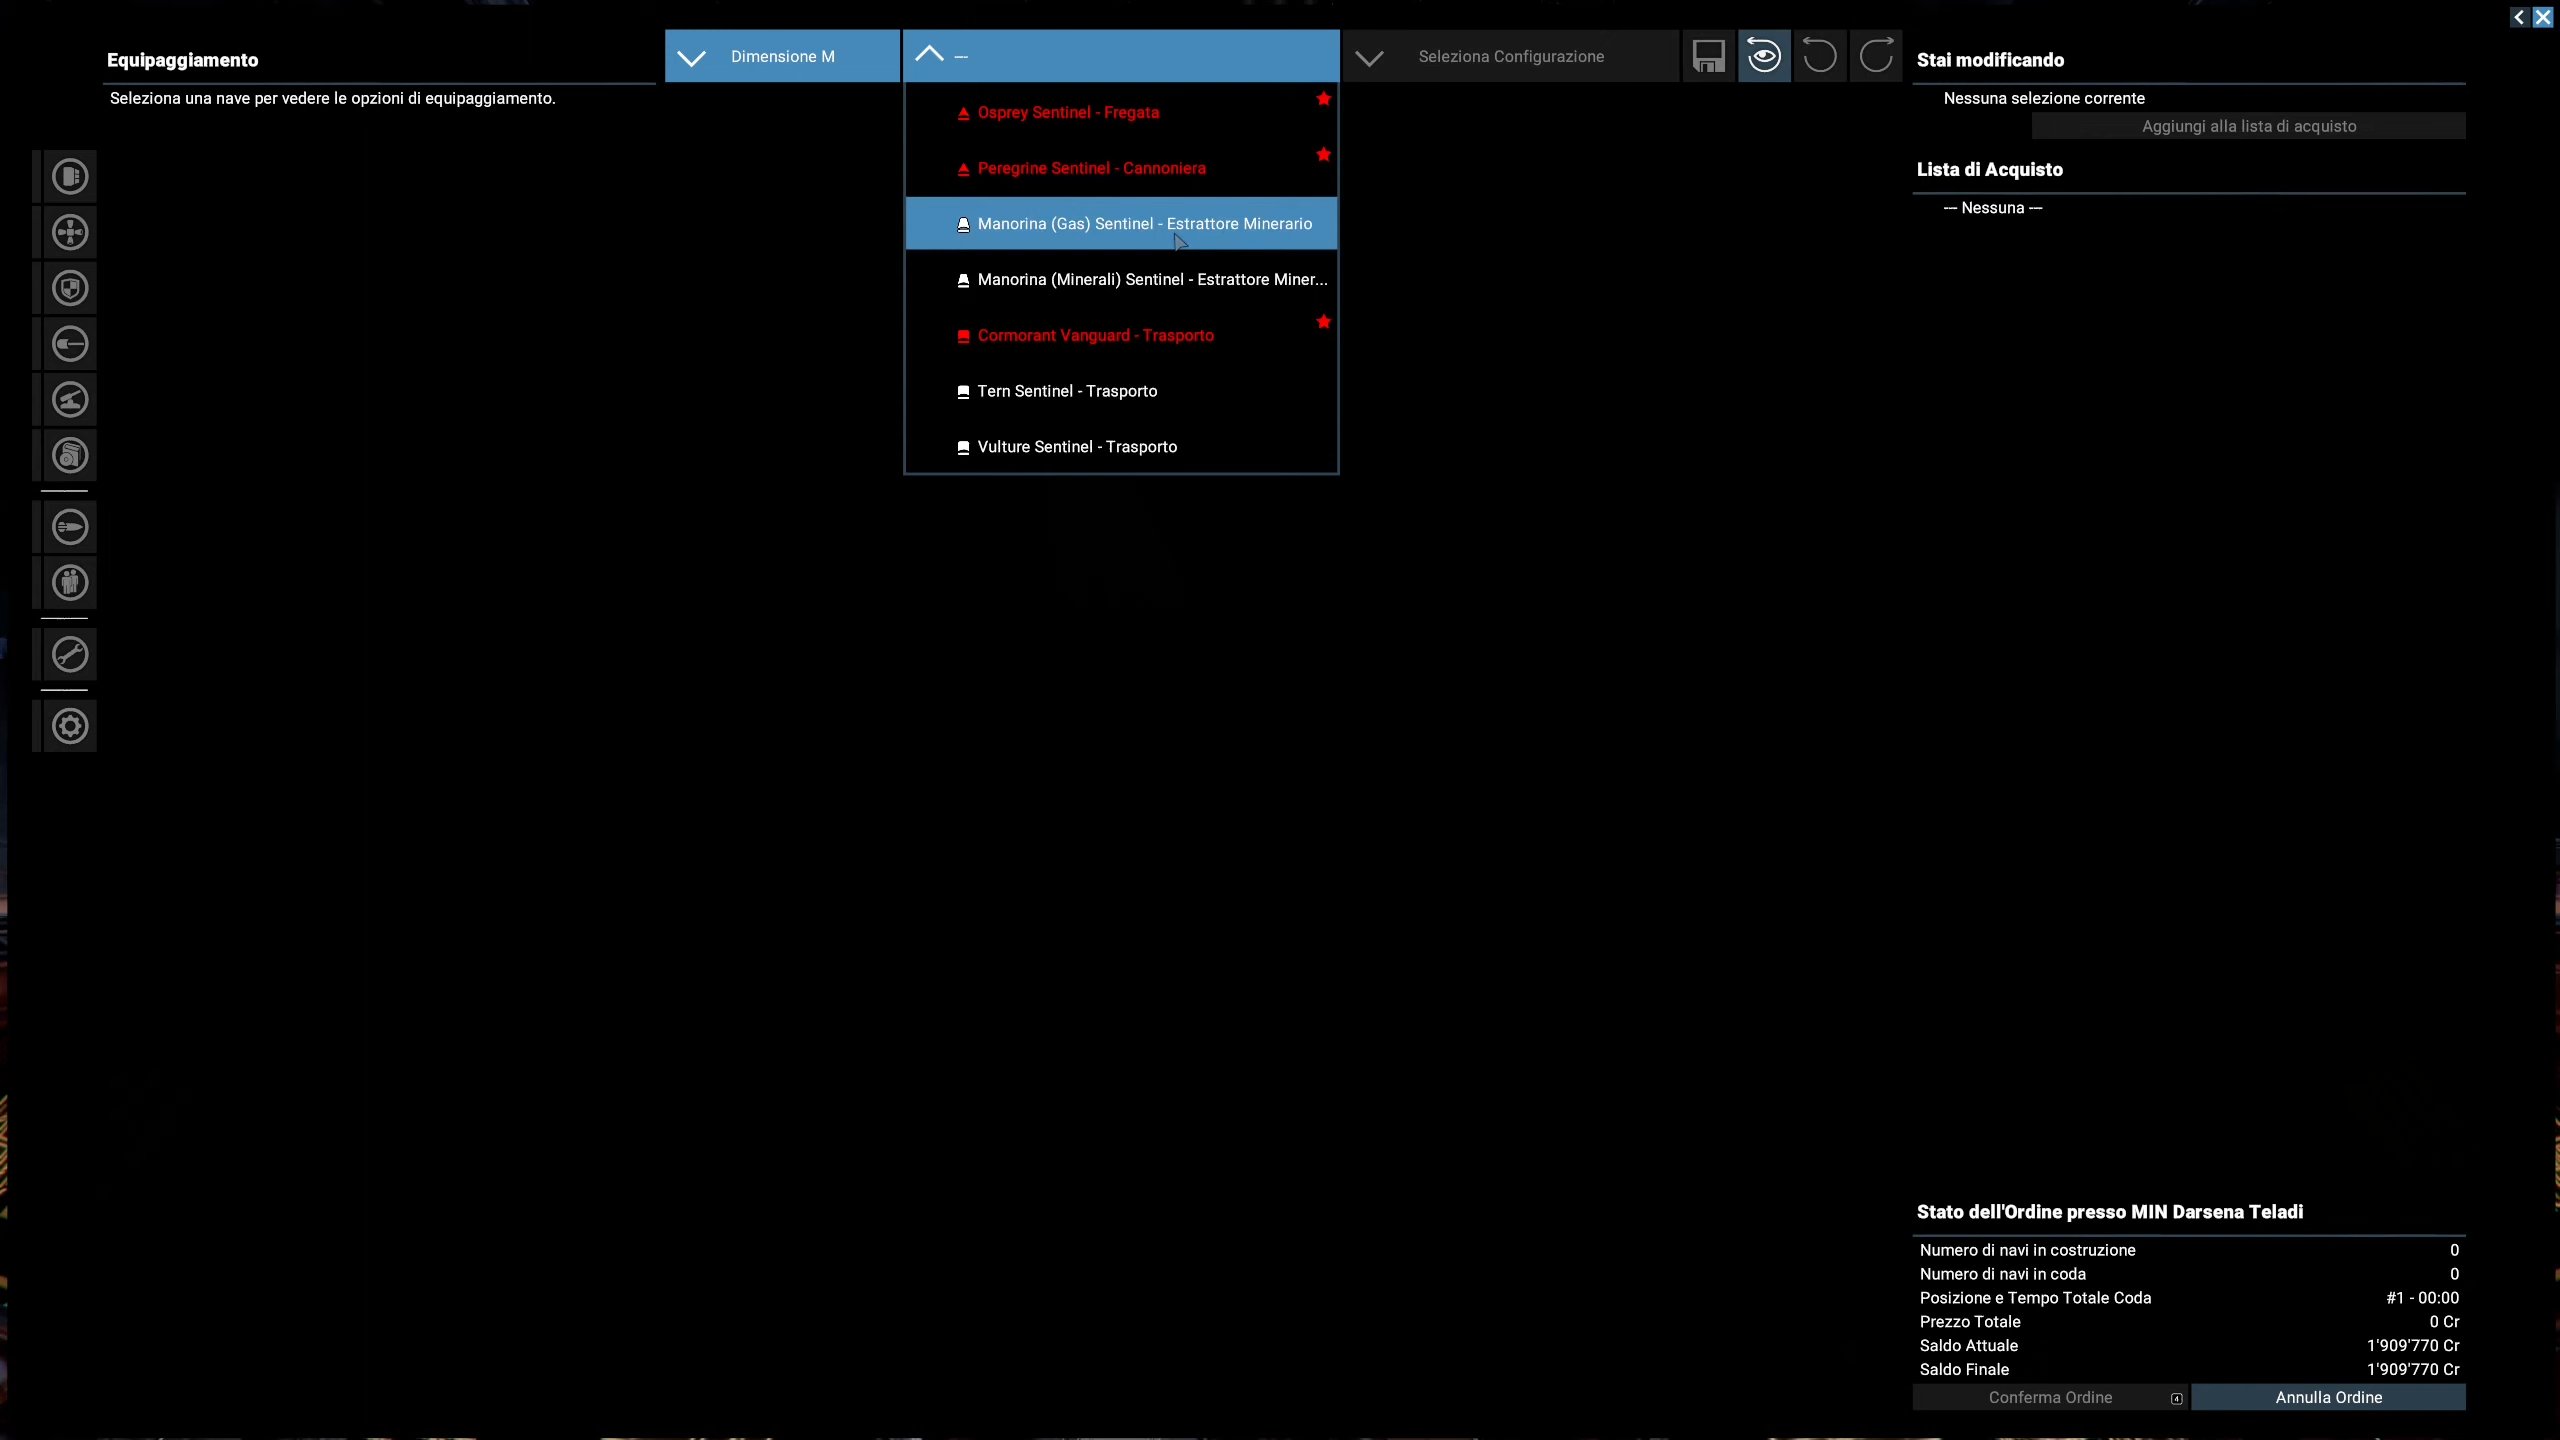 Equipaggiamento
Seleziona una nave per vedere le opzioni di equipaggiamento.
Dimensione M
---
Seleziona Configurazione
Osprey Sentinel - Fregata
Peregrine Sentinel - Cannoniera
Manorina (Gas) Sentinel - Estrattore Minerario
Manorina (Minerali) Sentinel - Estrattore Miner...
Cormorant Vanguard - Trasporto
Tern Sentinel - Trasporto
Vulture Sentinel - Trasporto
Stai modificando
Nessuna selezione corrente
Aggiungi alla lista di acquisto
Lista di Acquisto
--- Nessuna ---
Stato dell'Ordine presso MIN Darsena Teladi
Numero di navi in costruzione 0
Numero di navi in coda 0
Posizione e Tempo Totale Coda #1 - 00:00
Prezzo Totale 0 Cr
Saldo Attuale 1'909'770 Cr
Saldo Finale 1'909'770 Cr
Conferma Ordine 4
Annulla Ordine